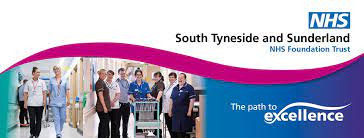 NHS
South Tyneside and Sunderland
NHS Foundation Trust
The path to
excellence